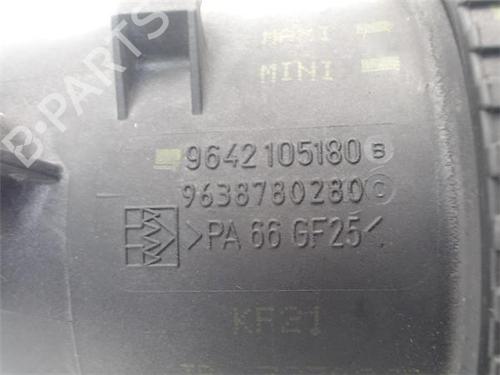 B-PARTS
MAXI
MINI
9642105180 B
9638780280 C
>PA 66 GF25<
KF21